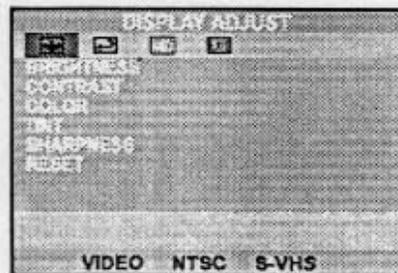 DISPLAY ADJUST
BRIGHTNESS
CONTRAST
COLOR
TINT
SHARPNESS
RESET
VIDEO NTSC S-VHS